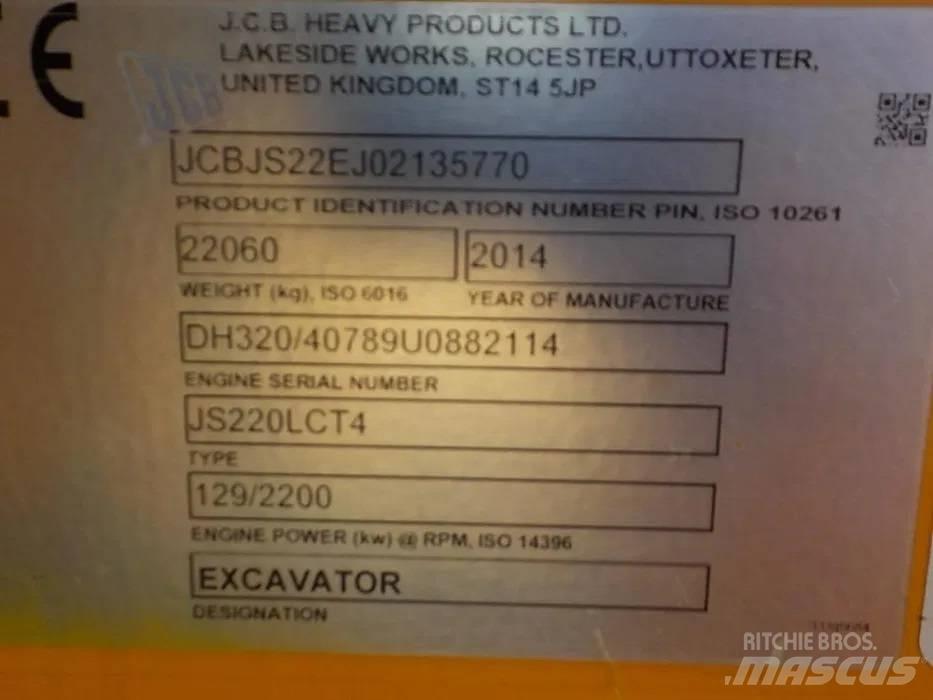 CE
J.C.B. HEAVY PRODUCTS LTD.
LAKESIDE WORKS, ROCESTER,UTTOXETER,
UNITED KINGDOM, ST14 5JP
JCB
JCBJS22EJ02135770
PRODUCT IDENTIFICATION NUMBER PIN, ISO 10261
22060 2014
WEIGHT (kg), ISO 6016 YEAR OF MANUFACTURE
DH320/40789U0882114
ENGINE SERIAL NUMBER
JS220LCT4
TYPE
129/2200
ENGINE POWER (kw) @ RPM, ISO 14396
EXCAVATOR
DESIGNATION
RITCHIE BROS.
MASCUS